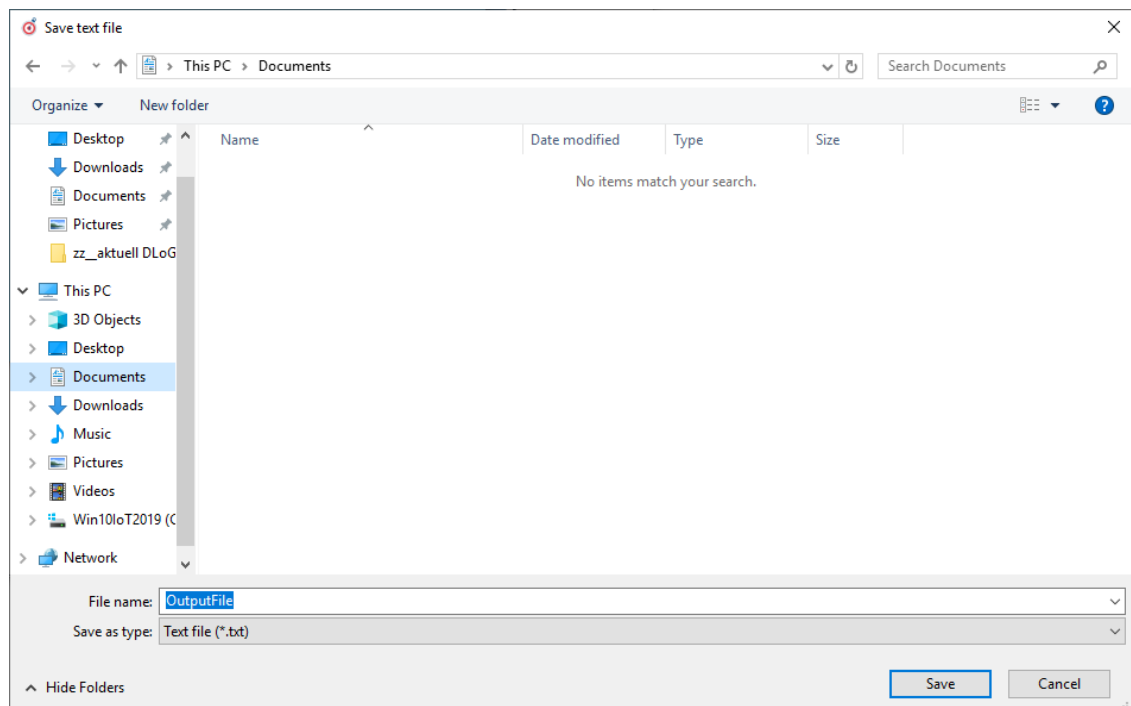 Save text file
This PC > Documents
Search Documents
Organize
New folder
Name
Date modified
Type
Size
No items match your search.
Desktop
Downloads
Documents
Pictures
zz__aktuell DLoG
This PC
3D Objects
Desktop
Documents
Downloads
Music
Pictures
Videos
Win10IoT2019 (C
Network
File name: OutputFile
Save as type: Text file (*.txt)
Hide Folders
Save
Cancel